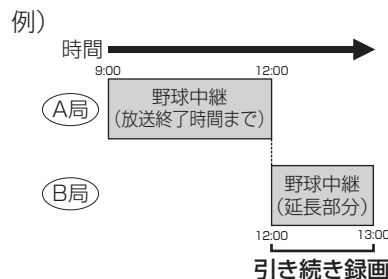 例）
時間
9:00 12:00
A局
野球中継
（放送終了時間まで）
B局
野球中継
（延長部分）
12:00 13:00
引き続き録画